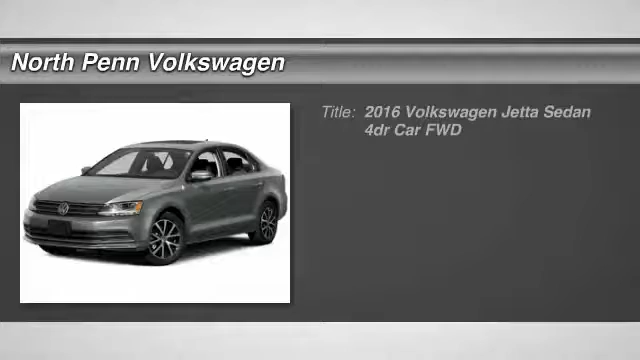 North Penn Volkswagen
Title: 2016 Volkswagen Jetta Sedan
4dr Car FWD